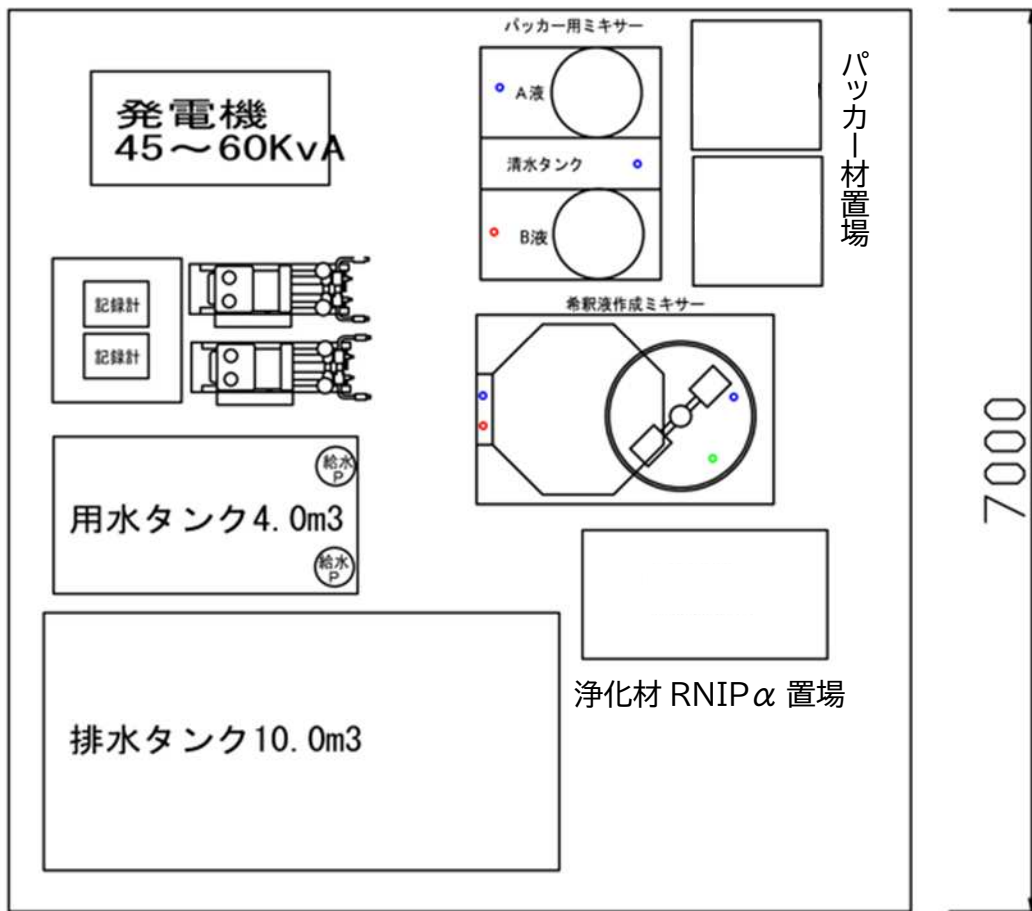 発電機
45～60KvA
パッカー用ミキサー
A液
清水タンク
B液
パッカー材置場
記録計
記録計
希釈液作成ミキサー
給水
P
用水タンク4.0m3
給水
P
排水タンク10.0m3
浄化材 RNIPα 置場
7000